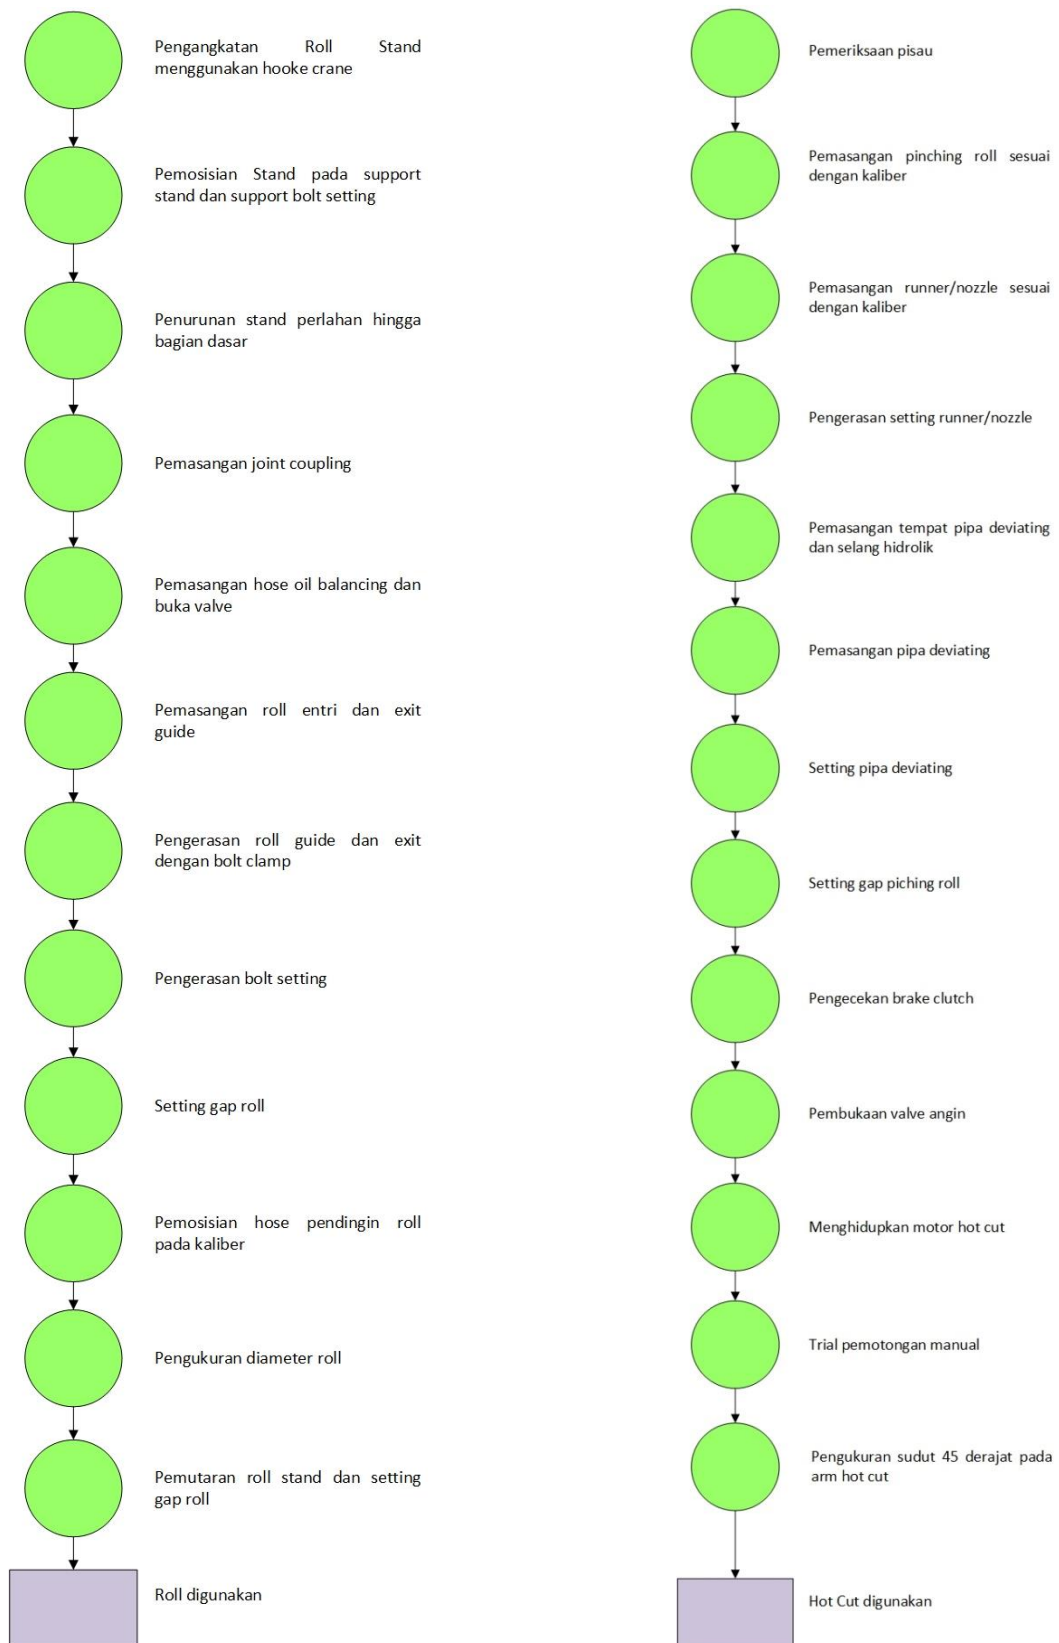 Pengangkatan Roll Stand
menggunakan hooke crane
Pemosisian Stand pada support
stand dan support bolt setting
Penurunan stand perlahan hingga
bagian dasar
Pemasangan joint coupling
Pemasangan hose oil balancing dan
buka valve
Pemasangan roll entri dan exit
guide
Pengerasan roll guide dan exit
dengan bolt clamp
Pengerasan bolt setting
Setting gap roll
Pemosisian hose pendingin roll
pada kaliber
Pengukuran diameter roll
Pemutaran roll stand dan setting
gap roll
Roll digunakan
Pemeriksaan pisau
Pemasangan pinching roll sesuai
dengan kaliber
Pemasangan runner/nozzle sesuai
dengan kaliber
Pengerasan setting runner/nozzle
Pemasangan tempat pipa deviating
dan selang hidrolik
Pemasangan pipa deviating
Setting pipa deviating
Setting gap piching roll
Pengecekan brake clutch
Pembukaan valve angin
Menghidupkan motor hot cut
Trial pemotongan manual
Pengukuran sudut 45 derajat pada
arm hot cut
Hot Cut digunakan